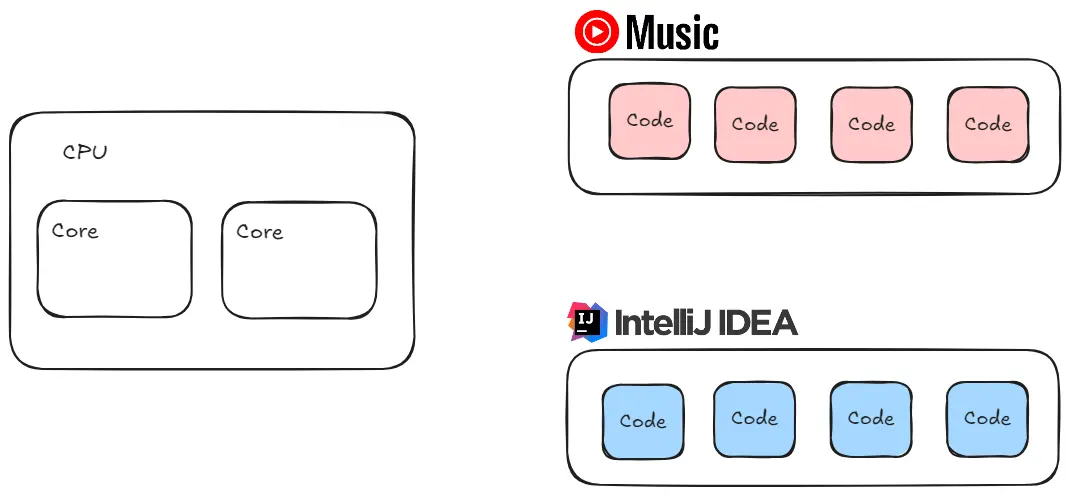 CPU
Core Core
Music
Code Code Code Code
IJ IntelliJ IDEA
Code Code Code Code